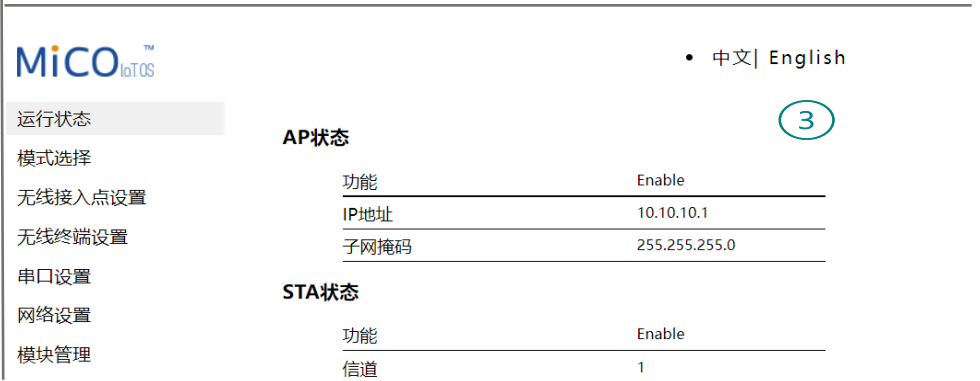 MiCO IoTOS ™
• 中文| English
运行状态
模式选择
无线接入点设置
无线终端设置
串口设置
网络设置
模块管理
3
AP状态
功能 Enable
IP地址 10.10.10.1
子网掩码 255.255.255.0
STA状态
功能 Enable
信道 1